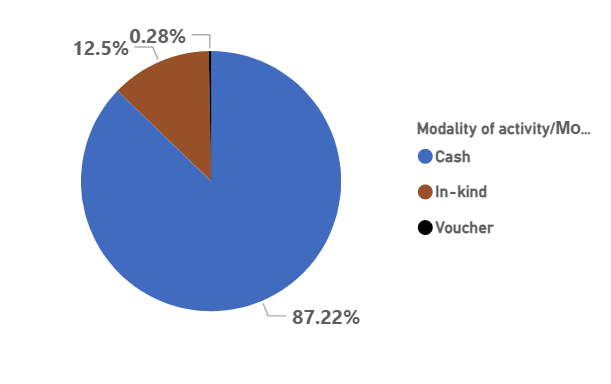 0.28%
12.5%
Modality of activity/Mo...
Cash
In-kind
Voucher
87.22%